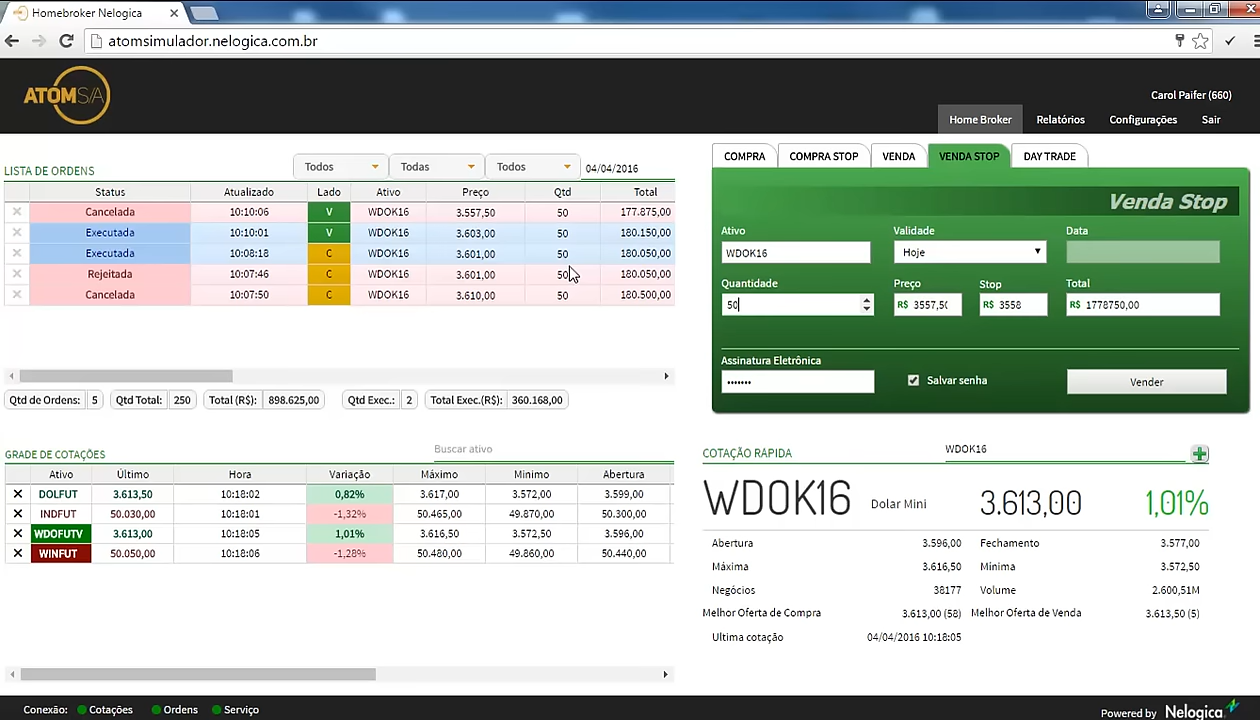 Homebroker Nelogica
atomsimulador.nelogica.com.br
ATOMS/A
Carol Paifer (660)
Home Broker Relatórios Configurações Sair
LISTA DE ORDENS Todos Todas Todos 04/04/2016
Status Atualizado Lado Ativo Preço Qtd Total
Cancelada 10:10:06 V WDOK16 3.557,50 50 177.875,00
Executada 10:10:01 V WDOK16 3.603,00 50 180.150,00
Executada 10:08:18 C WDOK16 3.601,00 50 180.050,00
Rejeitada 10:07:46 C WDOK16 3.601,00 50 180.050,00
Cancelada 10:07:50 C WDOK16 3.610,00 50 180.500,00
Qtd de Ordens: 5 Qtd Total: 250 Total (R$): 898.625,00 Qtd Exec.: 2 Total Exec.(R$): 360.168,00
COMPRA COMPRA STOP VENDA VENDA STOP DAY TRADE
Venda Stop
Ativo Validade Data
WDOK16 Hoje
Quantidade Preço Stop Total
50 R$ 3557,50 R$ 3558 R$ 1778750,00
Assinatura Eletrônica
••••••• Salvar senha Vender
GRADE DE COTAÇÕES Buscar ativo
Ativo Último Hora Variação Máximo Minimo Abertura
DOLFUT 3.613,50 10:18:02 0,82% 3.617,00 3.572,00 3.599,00
INDFUT 50.030,00 10:18:01 -1,32% 50.465,00 49.870,00 50.300,00
WDOFUTV 3.613,00 10:18:05 1,01% 3.616,50 3.572,50 3.596,00
WINFUT 50.050,00 10:18:06 -1,28% 50.480,00 49.860,00 50.440,00
COTAÇÃO RAPIDA WDOK16
WDOK16 Dolar Mini 3.613,00 1,01%
Abertura 3.596,00 Fechamento 3.577,00
Máxima 3.616,50 Minima 3.572,50
Negócios 38177 Volume 2.600,51M
Melhor Oferta de Compra 3.613,00 (58) Melhor Oferta de Venda 3.613,50 (5)
Ultima cotação 04/04/2016 10:18:05
Conexão: Cotações Ordens Serviço
Powered by Nelogica